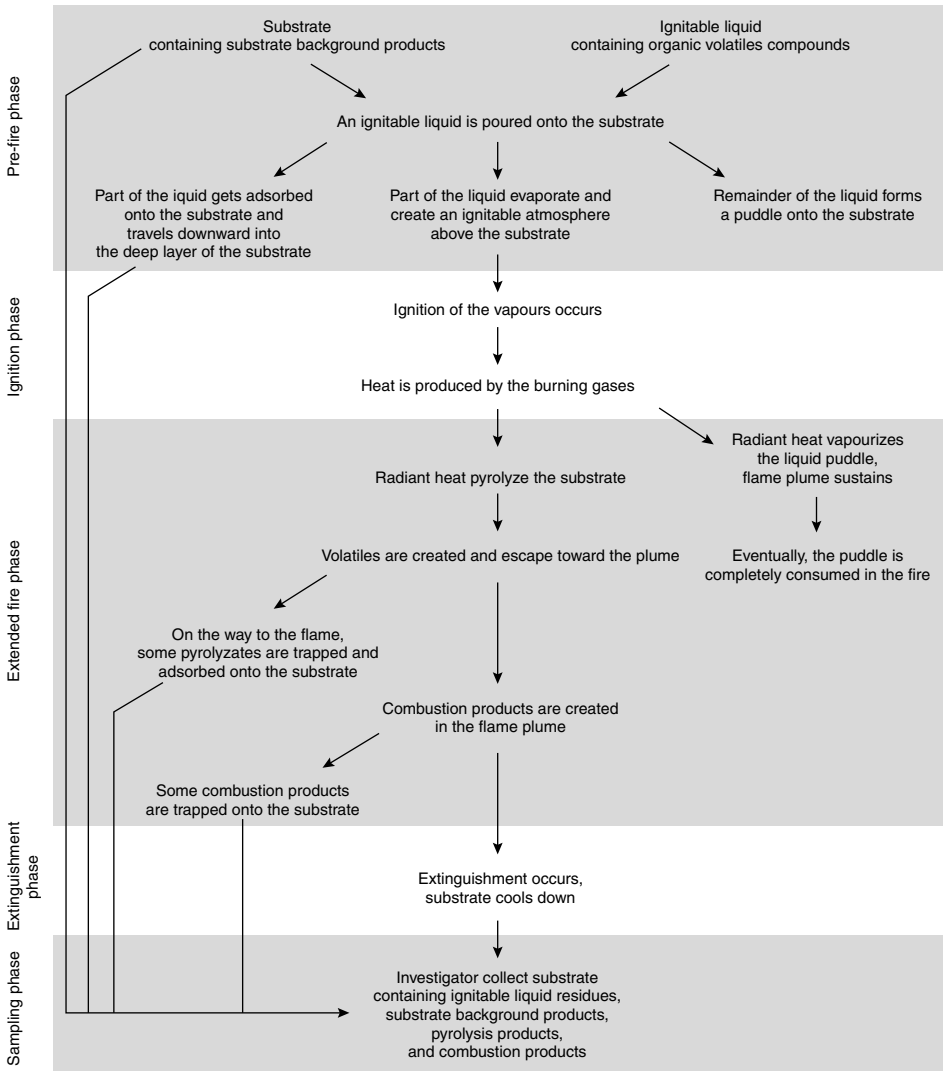 Pre-fire phase
Substrate
containing substrate background products
Ignitable liquid
containing organic volatiles compounds
An ignitable liquid is poured onto the substrate
Part of the iquid gets adsorbed
onto the substrate and
travels downward into
the deep layer of the substrate
Part of the liquid evaporate and
create an ignitable atmosphere
above the substrate
Remainder of the liquid forms
a puddle onto the substrate
Ignition phase
Ignition of the vapours occurs
Heat is produced by the burning gases
Extended fire phase
Radiant heat pyrolyze the substrate
Radiant heat vapourizes
the liquid puddle,
flame plume sustains
Volatiles are created and escape toward the plume
Eventually, the puddle is
completely consumed in the fire
On the way to the flame,
some pyrolyzates are trapped and
adsorbed onto the substrate
Combustion products are created
in the flame plume
Some combustion products
are trapped onto the substrate
Extinguishment
phase
Extinguishment occurs,
substrate cools down
Sampling phase
Investigator collect substrate
containing ignitable liquid residues,
substrate background products,
pyrolysis products,
and combustion products